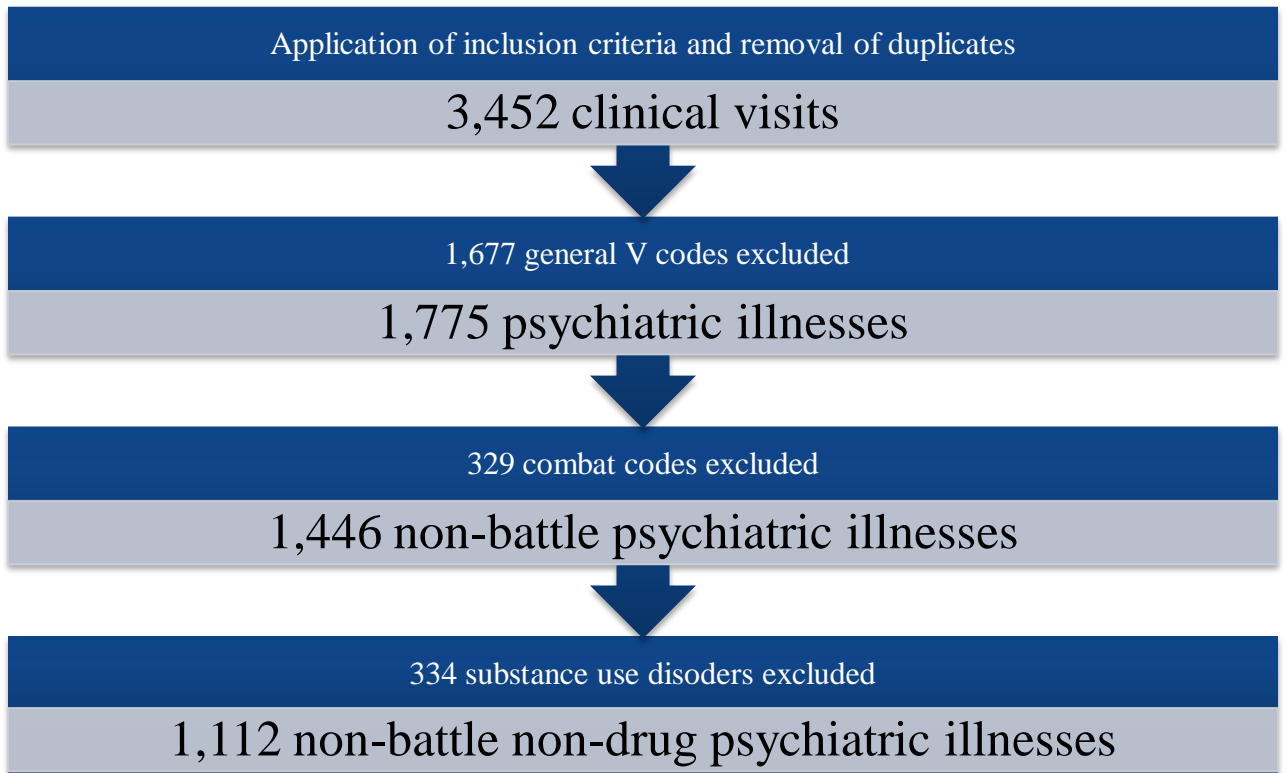 Application of inclusion criteria and removal of duplicates
3,452 clinical visits
1,677 general V codes excluded
1,775 psychiatric illnesses
329 combat codes excluded
1,446 non-battle psychiatric illnesses
334 substance use disoders excluded
1,112 non-battle non-drug psychiatric illnesses